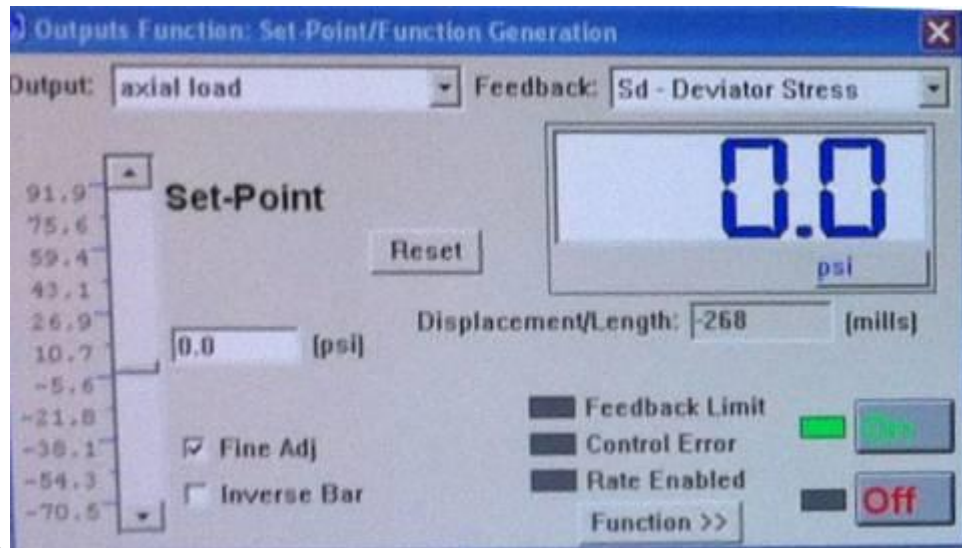 Outputs Function: Set-Point/Function Generation
Output: axial load Feedback: Sd - Deviator Stress
91.9
75.6
59.4
43.1
26.9
10.7
-5.6
-21.8
-38.1
-54.3
-70.5
Set-Point
Reset
0.0
psi
Displacement/Length: -268 (mills)
0.0 (psi)
Feedback Limit
Control Error
Rate Enabled
On
Off
Fine Adj
Inverse Bar
Function >>